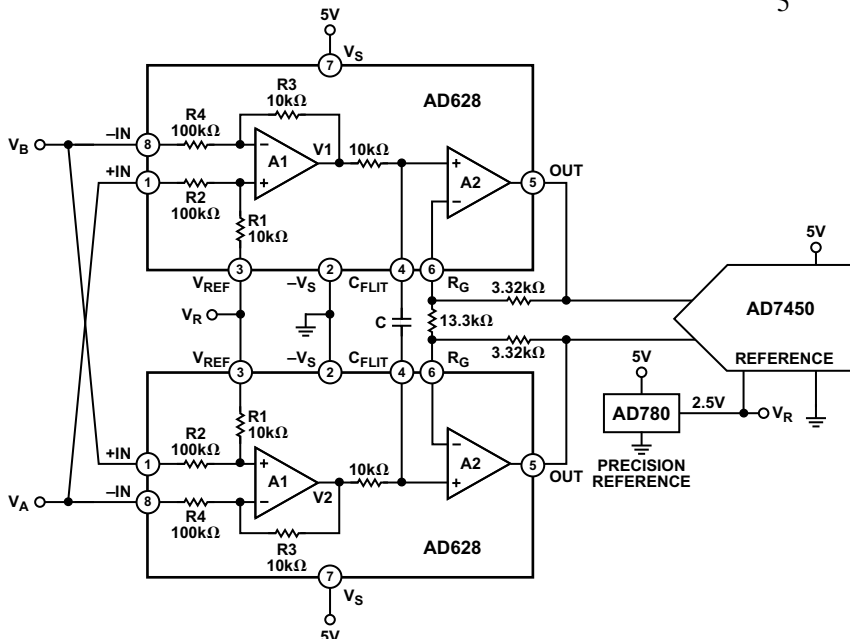 5
5V
VS
7
R3
10kΩ
AD628
R4
100kΩ
VB
–IN
8
–
A1
V1
10kΩ
+
A2
OUT
5
+IN
1
R2
100kΩ
+
–
R1
10kΩ
5V
3
2
4
6
VREF
–VS
CFLIT
RG
3.32kΩ
AD7450
VR
C
13.3kΩ
3.32kΩ
VREF
–VS
CFLIT
RG
REFERENCE
3
2
4
6
5V
R1
10kΩ
AD780
2.5V
VR
R2
100kΩ
+IN
1
+
A1
V2
10kΩ
–
A2
5
OUT
PRECISION
REFERENCE
VA
–IN
8
–
+
R4
100kΩ
R3
10kΩ
AD628
7
VS
5V